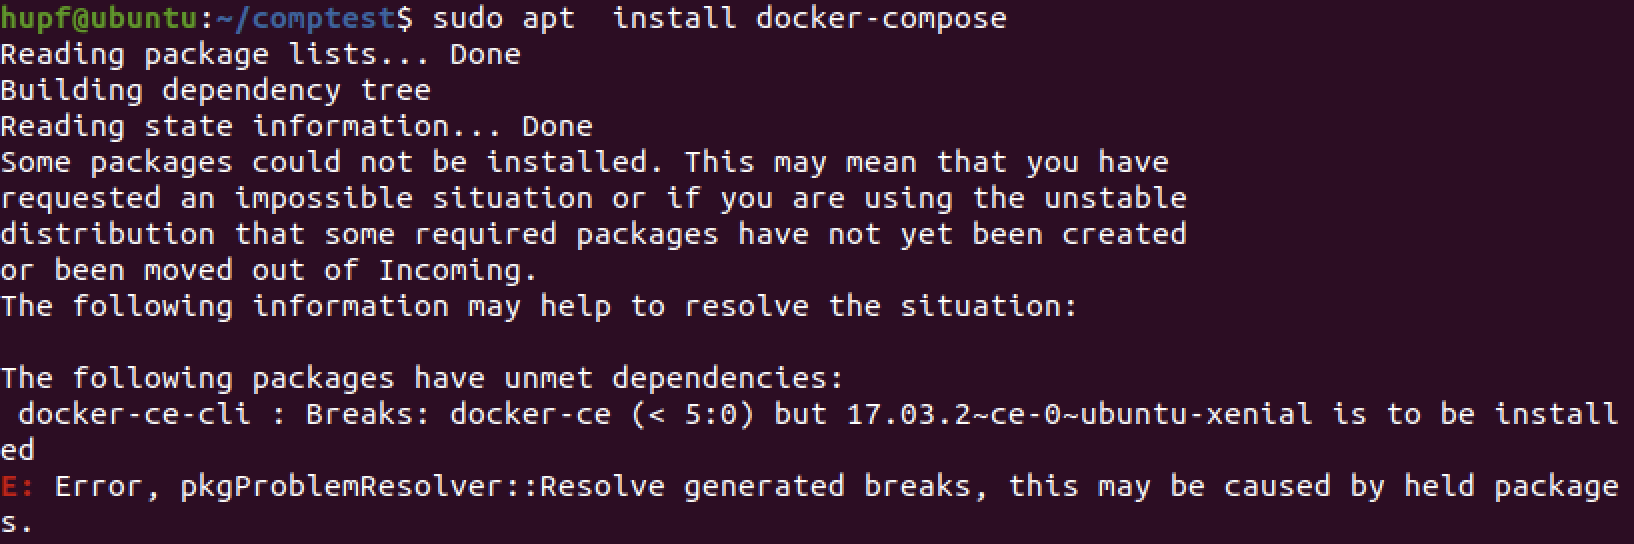 hupf@ubuntu:~/comptest$ sudo apt  install docker-compose
Reading package lists... Done
Building dependency tree
Reading state information... Done
Some packages could not be installed. This may mean that you have
requested an impossible situation or if you are using the unstable
distribution that some required packages have not yet been created
or been moved out of Incoming.
The following information may help to resolve the situation:

The following packages have unmet dependencies:
 docker-ce-cli : Breaks: docker-ce (< 5:0) but 17.03.2~ce-0~ubuntu-xenial is to be install
ed
E: Error, pkgProblemResolver::Resolve generated breaks, this may be caused by held package
s.